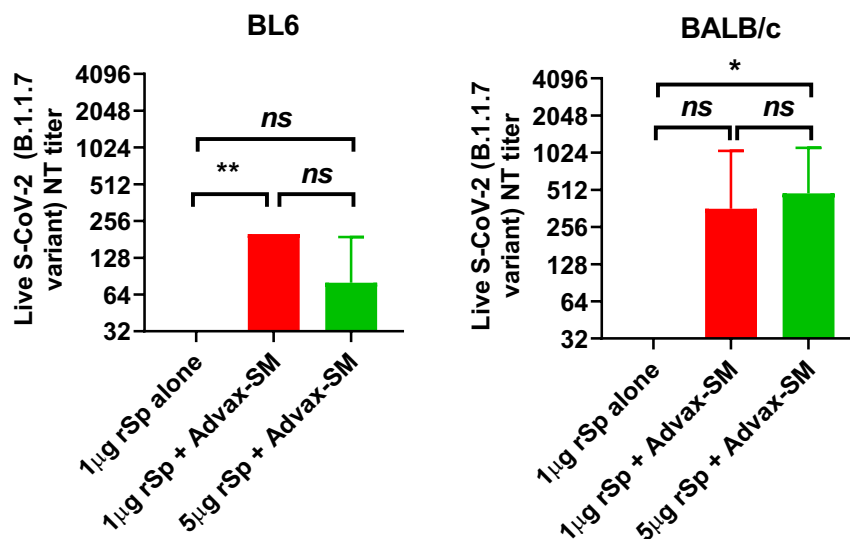 BL6
Live S-CoV-2 (B.1.1.7
variant) NT titer
4096
2048
1024
512
256
128
64
32
ns
**
ns
1μg rSp alone
1μg rSp + Advax-SM
5μg rSp + Advax-SM
BALB/c
Live S-CoV-2 (B.1.1.7
variant) NT titer
4096
2048
1024
512
256
128
64
32
*
ns
ns
1μg rSp alone
1μg rSp + Advax-SM
5μg rSp + Advax-SM